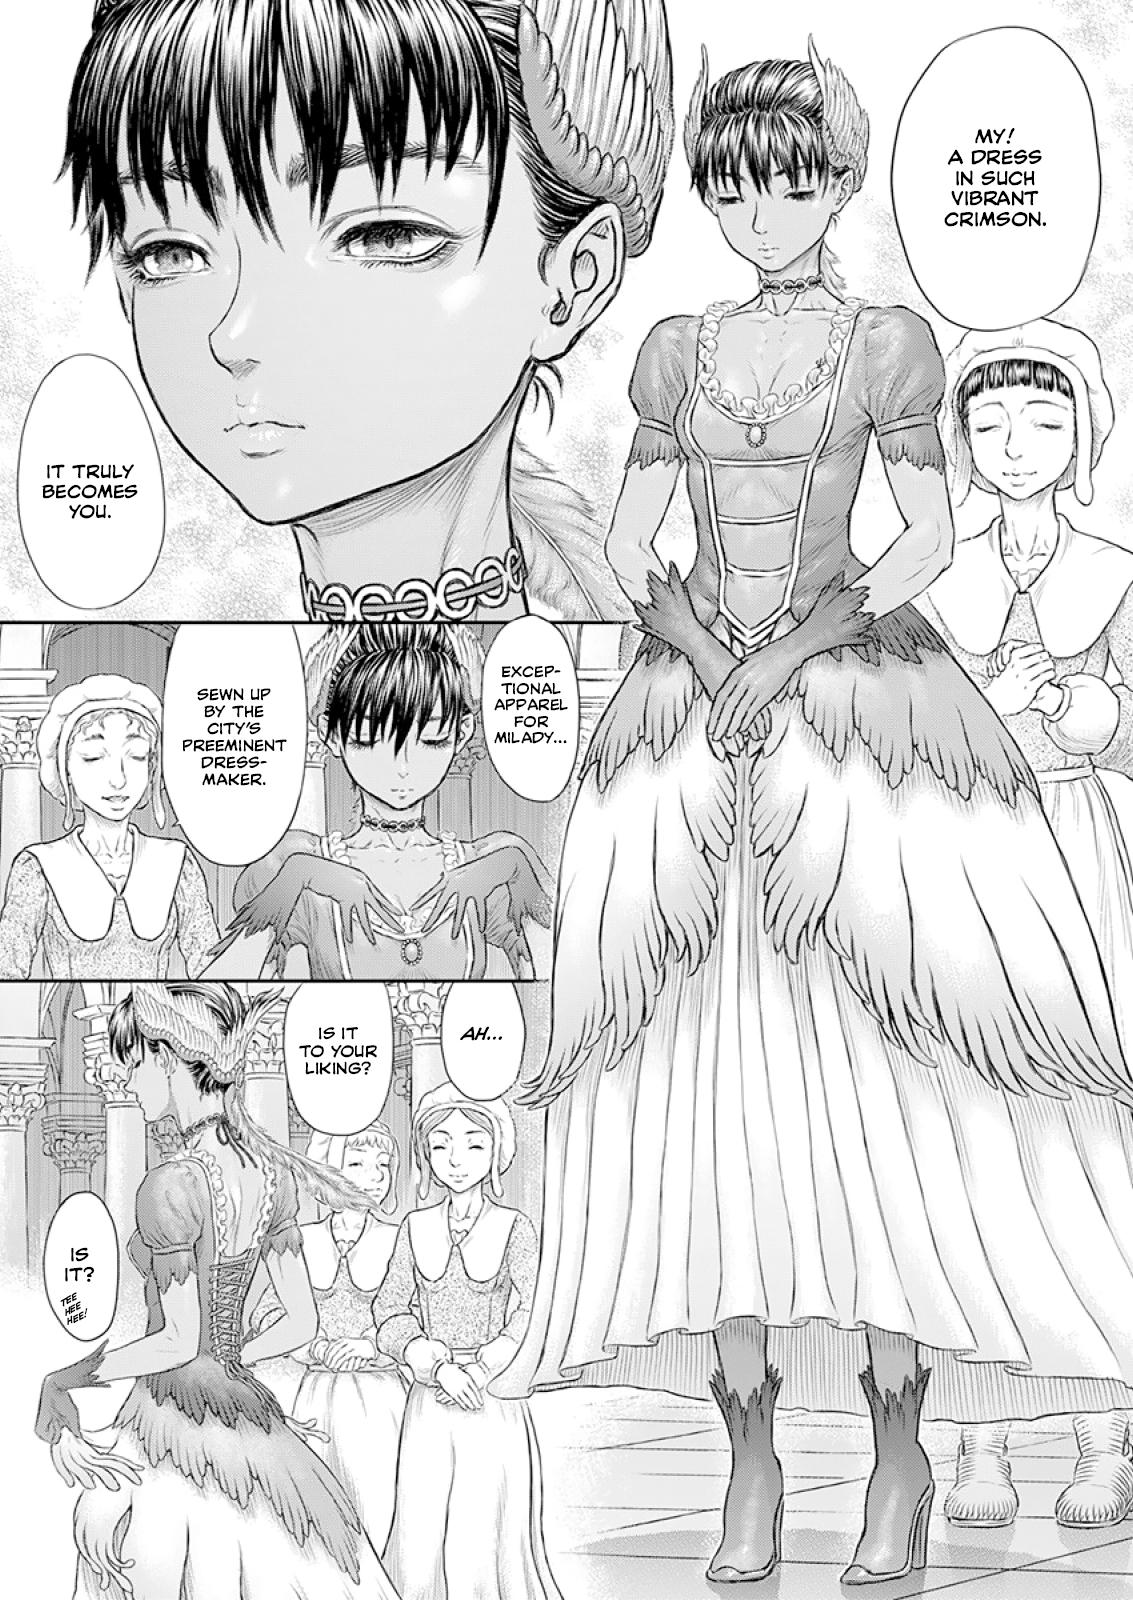 MY!
A DRESS
IN SUCH
VIBRANT
CRIMSON.
IT TRULY
BECOMES
YOU.
EXCEP-
TIONAL
APPAREL
FOR
MILADY...
SEWN UP
BY THE
CITY'S
PREEMINENT
DRESS-
MAKER.
AH...
IS IT
TO YOUR
LIKING?
IS
IT?
TEE
HEE
HEE!